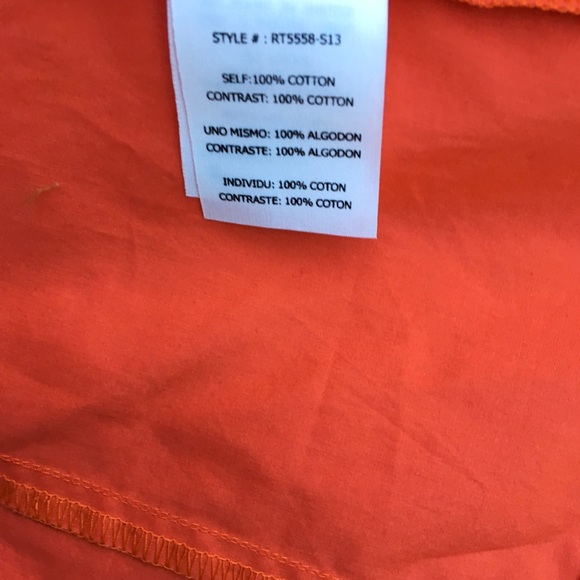 STYLE # : RT5558-S13
SELF:100% COTTON
CONTRAST: 100% COTTON
UNO MISMO: 100% ALGODON
CONTRASTE: 100% ALGODON
INDIVIDU: 100% COTON
CONTRASTE: 100% COTON